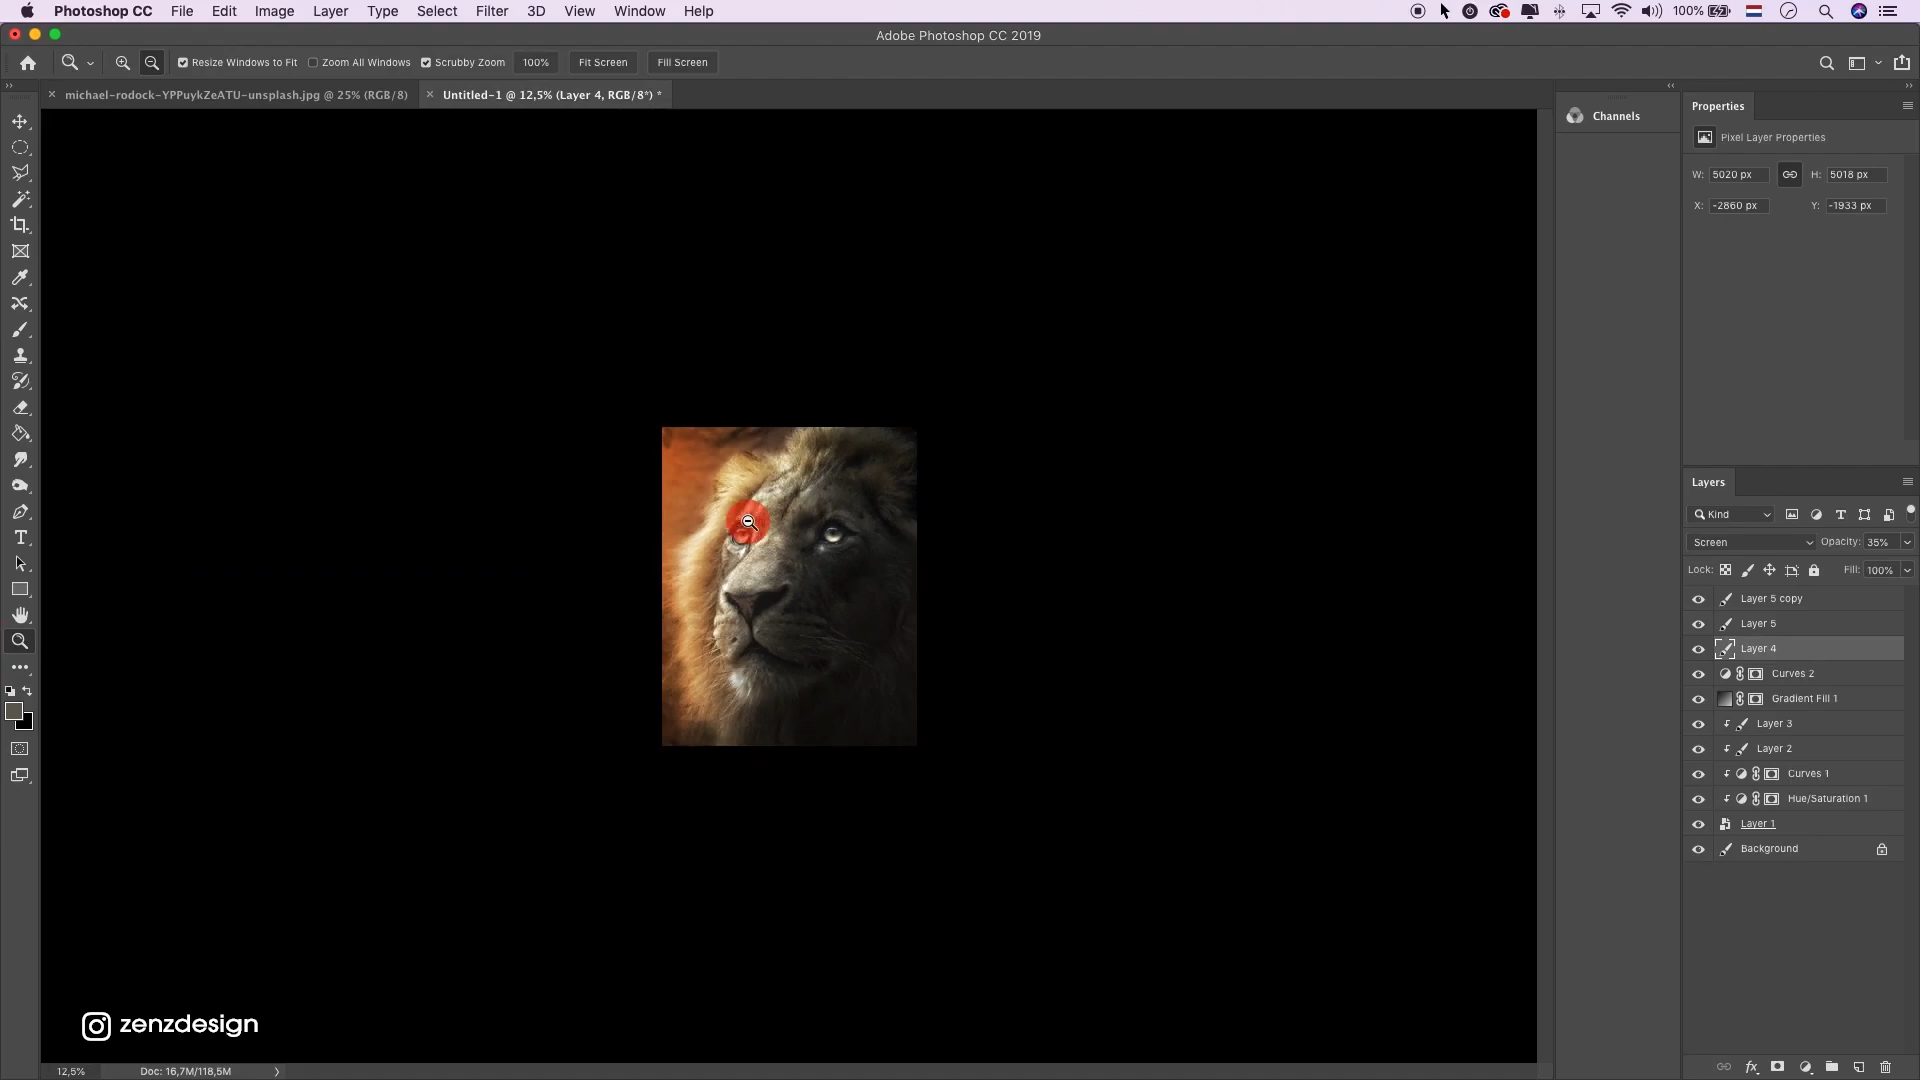 Photoshop CC File Edit Image Layer Type Select Filter 3D View Window Help 100%
Adobe Photoshop CC 2019
Resize Windows to Fit Zoom All Windows Scrubby Zoom 100% Fit Screen Fill Screen
michael-rodock-YPPuykZeATU-unsplash.jpg @ 25% (RGB/8) Untitled-1 @ 12,5% (Layer 4, RGB/8*) *
Channels
Properties
Pixel Layer Properties
W: 5020 px H: 5018 px
X: -2860 px Y: -1933 px
Layers
Kind
Screen Opacity: 35%
Lock: Fill: 100%
Layer 5 copy
Layer 5
Layer 4
Curves 2
Gradient Fill 1
Layer 3
Layer 2
Curves 1
Hue/Saturation 1
Layer 1
Background
zenzdesign
12,5% Doc: 16,7M/118,5M